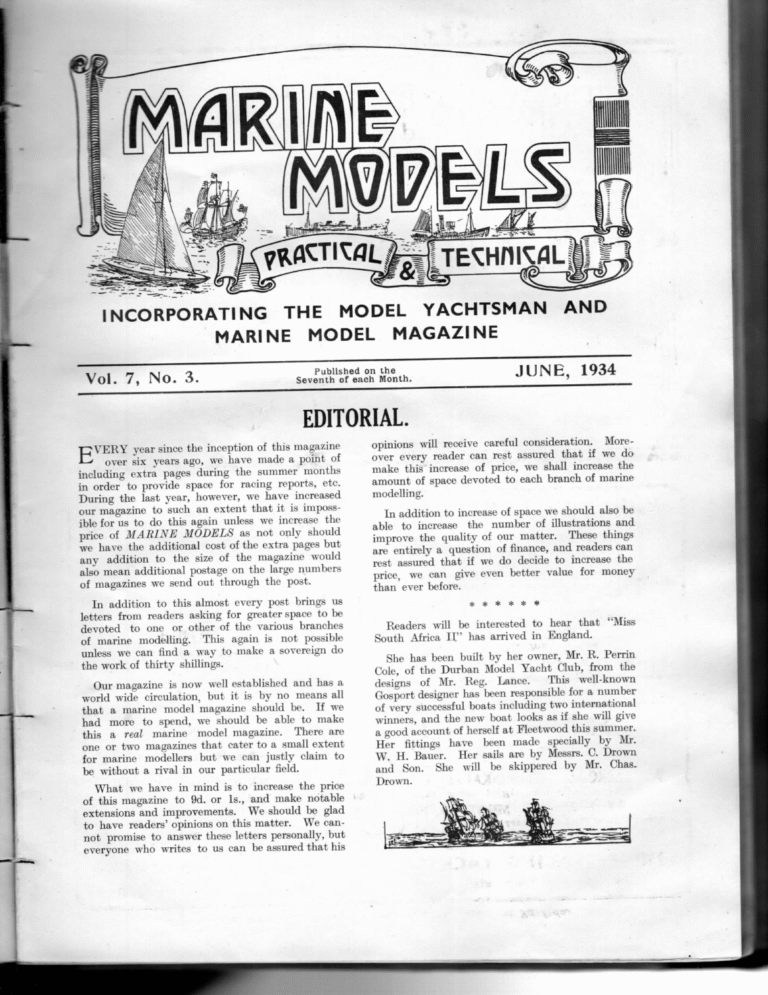 MARINE
MODELS
PRACTICAL & TECHNICAL
INCORPORATING THE MODEL YACHTSMAN AND
MARINE MODEL MAGAZINE
Vol. 7, No. 3.
Published on the
Seventh of each Month.
JUNE, 1934
EDITORIAL.
EVERY year since the inception of this magazine
over six years ago, we have made a point of
including extra pages during the summer months
in order to provide space for racing reports, etc.
During the last year, however, we have increased
our magazine to such an extent that it is imposs-
ible for us to do this again unless we increase the
price of MARINE MODELS as not only should
we have the additional cost of the extra pages but
any addition to the size of the magazine would
also mean additional postage on the large numbers
of magazines we send out through the post.
In addition to this almost every post brings us
letters from readers asking for greater space to be
devoted to one or other of the various branches
of marine modelling. This again is not possible
unless we can find a way to make a sovereign do
the work of thirty shillings.
Our magazine is now well established and has a
world wide circulation, but it is by no means all
that a marine model magazine should be. If we
had more to spend, we should be able to make
this a real marine model magazine. There are
one or two magazines that cater to a small extent
for marine modellers but we can justly claim to
be without a rival in our particular field.
What we have in mind is to increase the price
of this magazine to 9d. or 1s., and make notable
extensions and improvements. We should be glad
to have readers' opinions on this matter. We can-
not promise to answer these letters personally, but
everyone who writes to us can be assured that his
opinions will receive careful consideration. More-
over every reader can rest assured that if we do
make this increase of price, we shall increase the
amount of space devoted to each branch of marine
modelling.
In addition to increase of space we should also be
able to increase the number of illustrations and
improve the quality of our matter. These things
are entirely a question of finance, and readers can
rest assured that if we do decide to increase the
price, we can give even better value for money
than ever before.
* * * * * *
Readers will be interested to hear that "Miss
South Africa II" has arrived in England.
She has been built by her owner, Mr. R. Perrin
Cole, of the Durban Model Yacht Club, from the
designs of Mr. Reg. Lance. This well-known
Gosport designer has been responsible for a number
of very successful boats including two international
winners, and the new boat looks as if she will give
a good account of herself at Fleetwood this summer.
Her fittings have been made specially by Mr.
W. H. Bauer. Her sails are by Messrs. C. Drown
and Son. She will be skippered by Mr. Chas.
Drown.